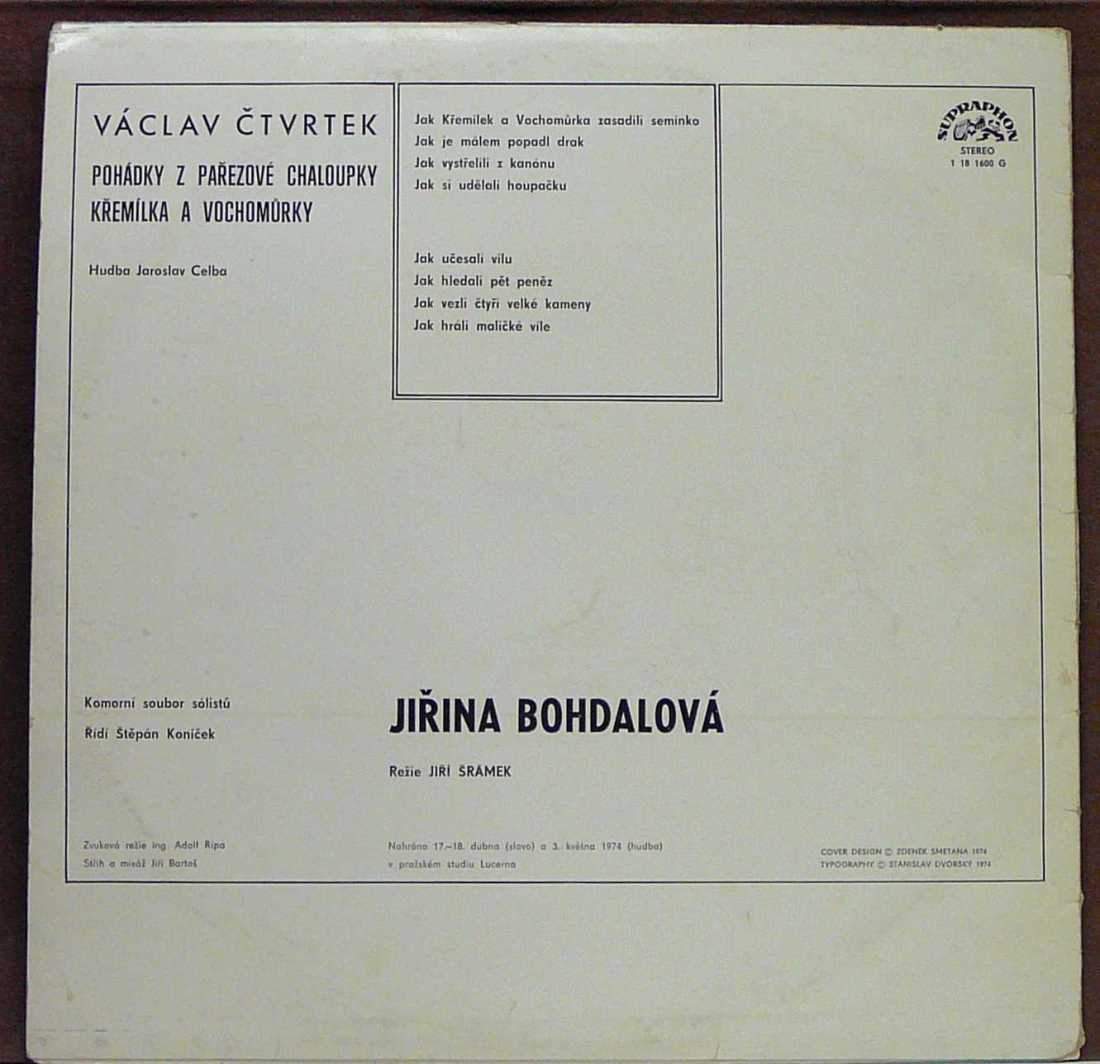 VÁCLAV ČTVRTEK
POHÁDKY Z PAŘEZOVÉ CHALOUPKY
KŘEMÍLKA A VOCHOMŮRKY
Hudba Jaroslav Celba
Jak Křemílek a Vochomůrka zasadili semínko
Jak je málem popadl drak
Jak vystřelili z kanónu
Jak si udělali houpačku
Jak učesali vílu
Jak hledali pět peněz
Jak vezli čtyři velké kameny
Jak hráli maličké víle
SUPRAPHON
STEREO
1 18 1600 G
Komorní soubor sólistů
Řídí Štěpán Koníček
JIŘINA BOHDALOVÁ
Režie JIŘÍ ŠRÁMEK
Zvuková režie ing. Adolf Řípa
Střih a mixáž Jiří Bartoš
Nahráno 17.–18. dubna (slovo) a 3. května 1974 (hudba)
v pražském studiu Lucerna
COVER DESIGN © ZDENĚK SMETANA 1974
TYPOGRAPHY © STANISLAV DVORSKÝ 1974